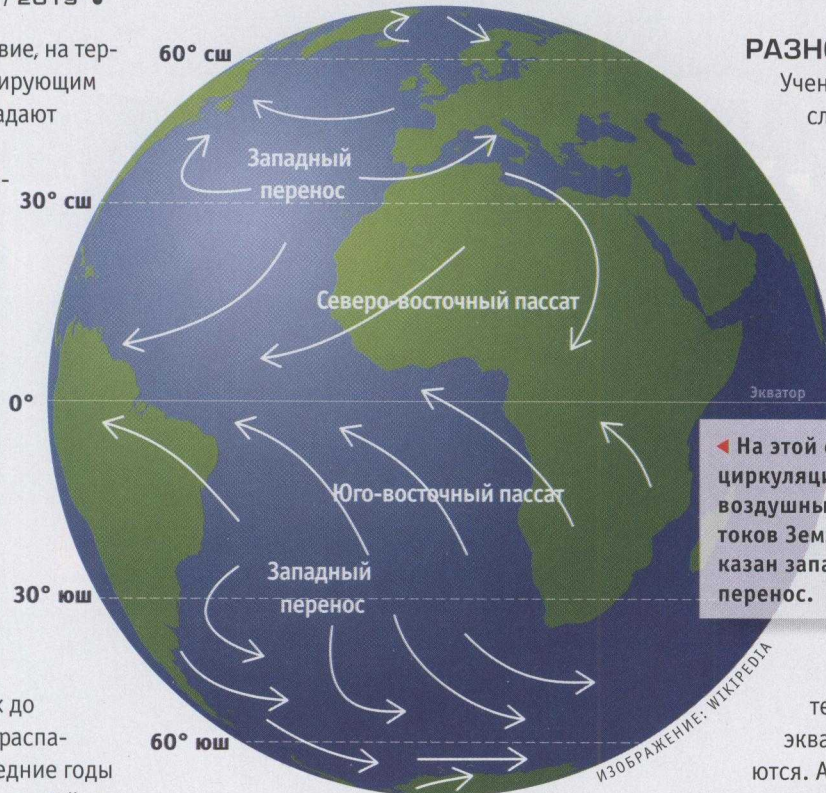 вие, на тер-
ирующим
адают
60° сш
РАЗН
Учен
сл
Западный
перенос
30° сш
Северо-восточный пассат
0°
Экватор
◄ На этой
циркуляци
воздушны
токов Зем
казан запа
перенос.
Юго-восточный пассат
Западный
перенос
30° юш
к до
распа-
едние годы
60° юш
ИЗОБРАЖЕНИЕ: WIKIPEDIA
те
эква
ются. А